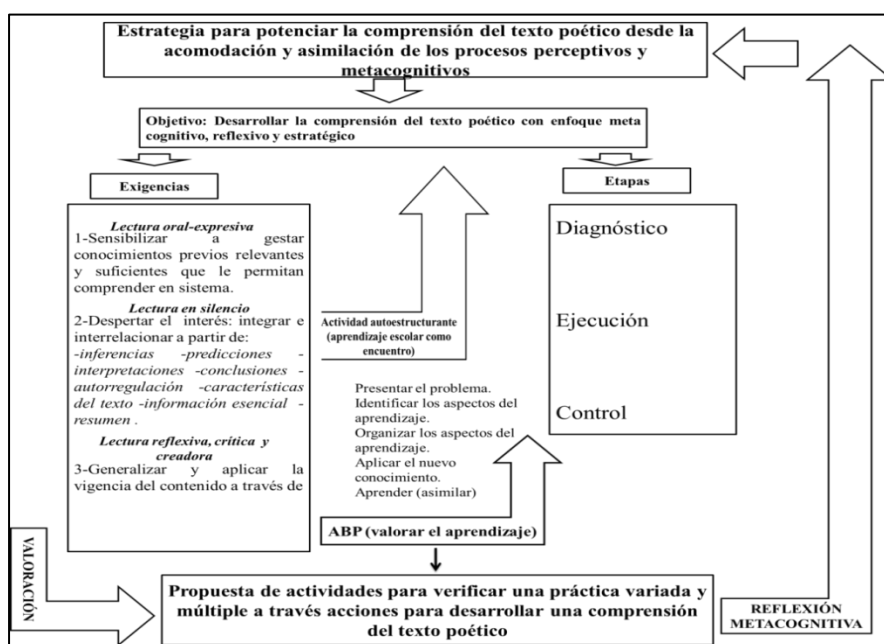 Estrategia para potenciar la comprensión del texto poético desde la
acomodación y asimilación de los procesos perceptivos y
metacognitivos
Objetivo: Desarrollar la comprensión del texto poético con enfoque meta
cognitivo, reflexivo y estratégico
Exigencias
Etapas
Lectura oral-expresiva
1-Sensibilizar a gestar
conocimientos previos relevantes
y suficientes que le permitan
comprender en sistema.
Lectura en silencio
2-Despertar el interés: integrar e
interrelacionar a partir de:
-inferencias -predicciones -
interpretaciones -conclusiones -
autorregulación -características
del texto -información esencial -
resumen .
Lectura reflexiva, crítica y
creadora
3-Generalizar y aplicar la
vigencia del contenido a través de
Actividad autoestructurante
(aprendizaje escolar como
encuentro)
Presentar el problema.
Identificar los aspectos del
aprendizaje.
Organizar los aspectos del
aprendizaje.
Aplicar el nuevo
conocimiento.
Aprender (asimilar)
ABP (valorar el aprendizaje)
Diagnóstico
Ejecución
Control
VALORACIÓN
Propuesta de actividades para verificar una práctica variada y
múltiple a través acciones para desarrollar una comprensión
del texto poético
REFLEXIÓN
METACOGNITIVA